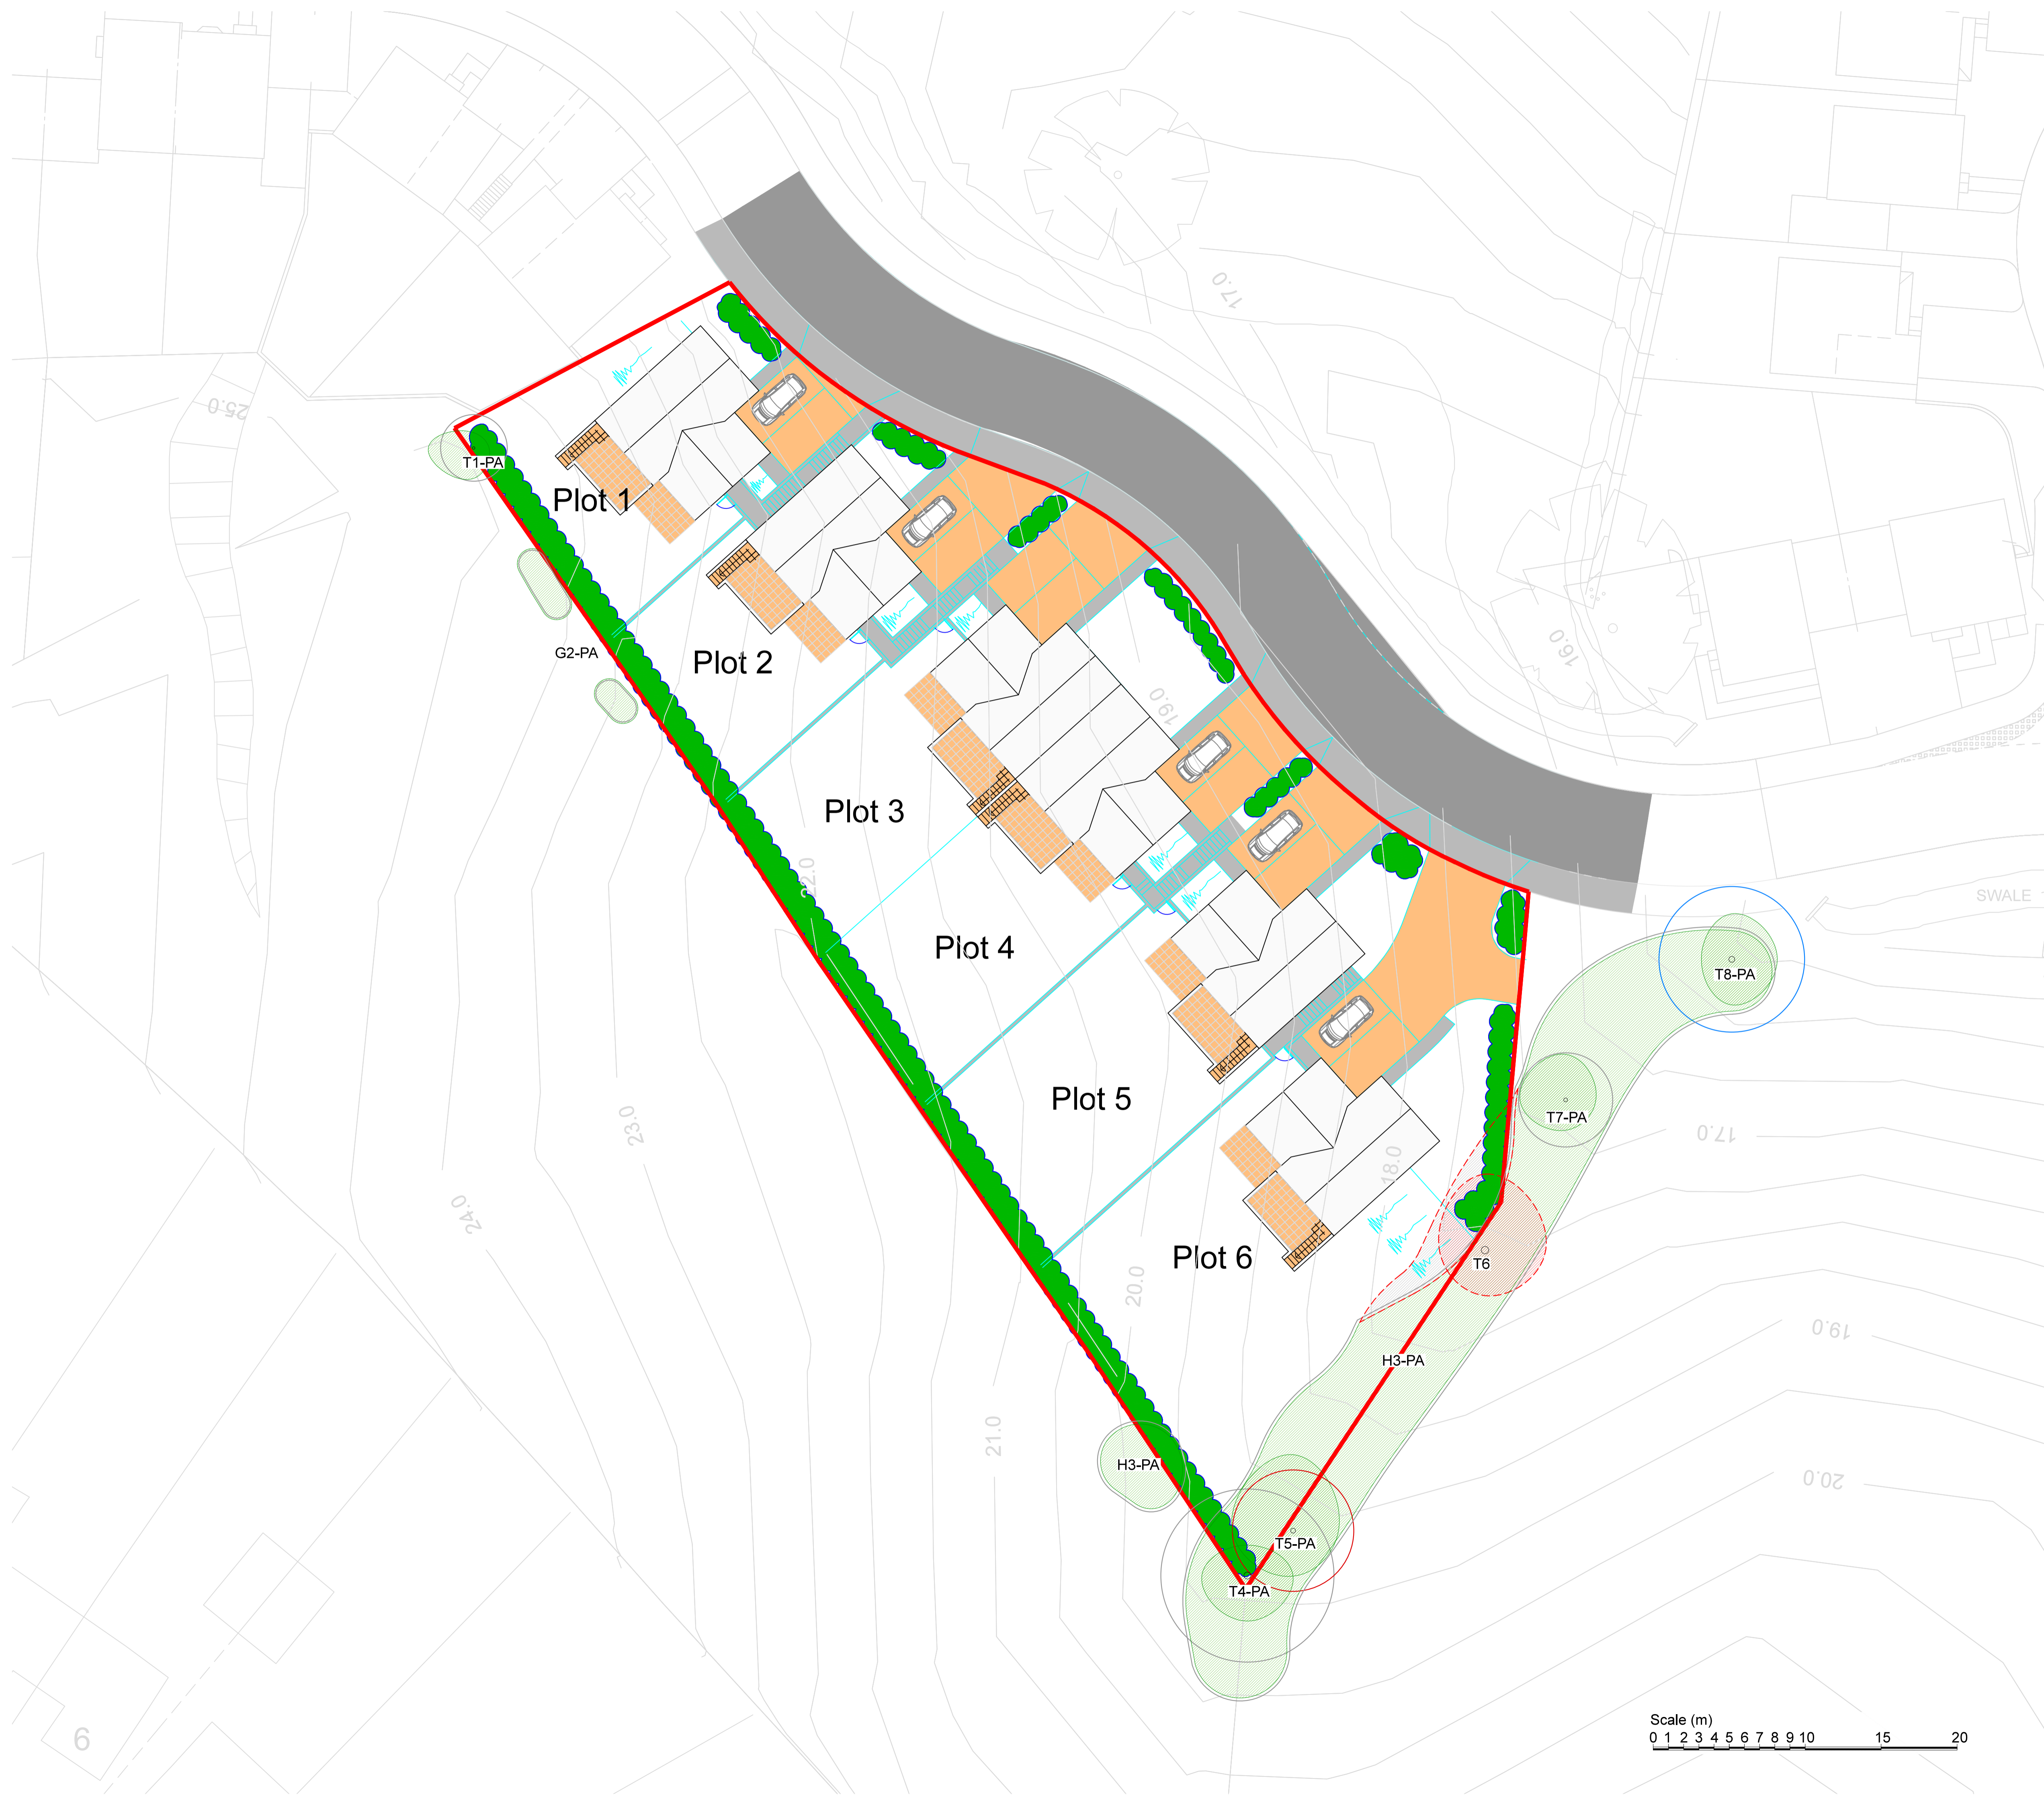 17.0
25.0
T1-PA
Plot 1
G2-PA
16.0
Plot 2
19.0
Plot 3
22.0
SWALE
Plot 4
T8-PA
Plot 5
T7-PA
23.0
17.0
18.0
24.0
Plot 6
T6
20.0
19.0
H3-PA
21.0
H3-PA
20.0
T5-PA
T4-PA
Scale (m)
0 1 2 3 4 5 6 7 8 9 10 15 20
6